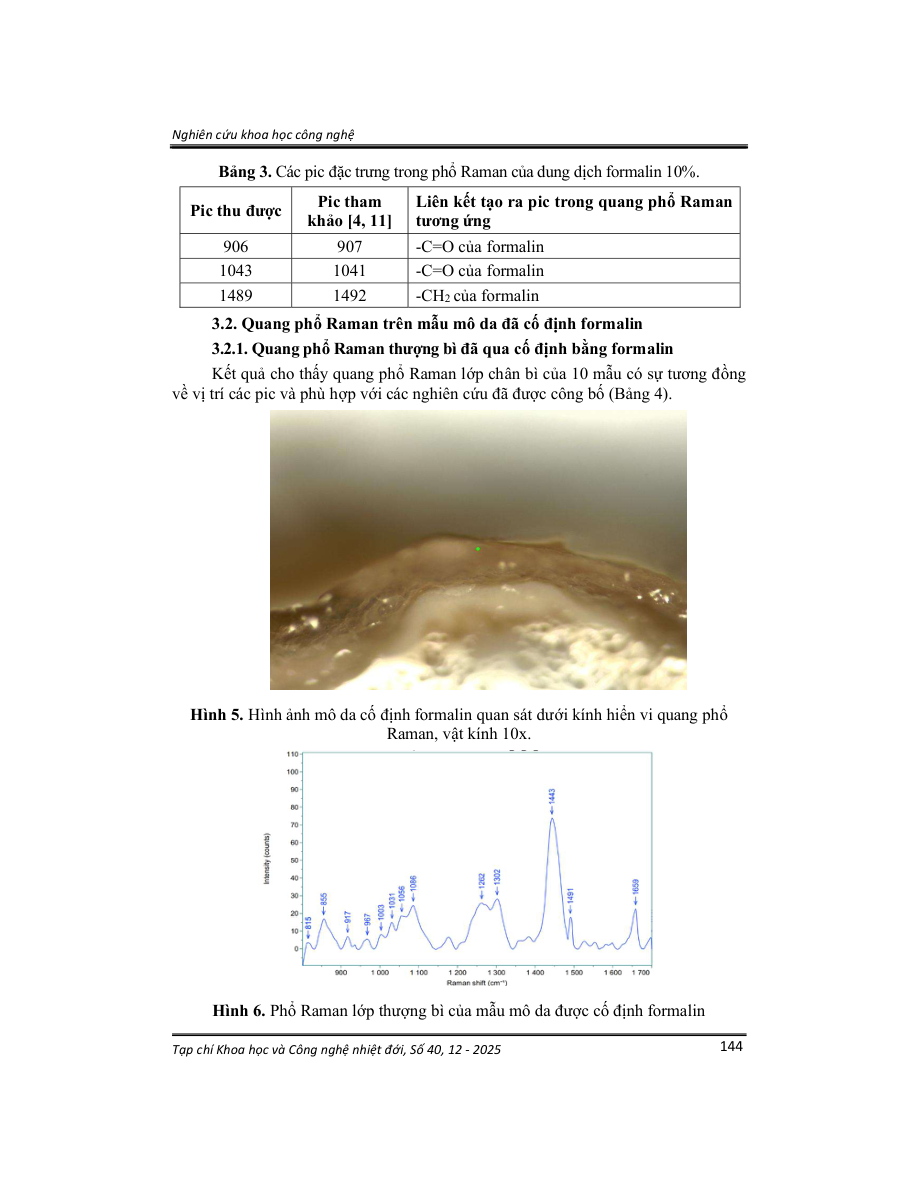 Nghiên cứu khoa học công nghệ
Bảng 3. Các pic đặc trưng trong phổ Raman của dung dịch formalin 10%.
Pic thu được
Pic tham
khảo [4, 11]
Liên kết tạo ra pic trong quang phổ Raman
tương ứng
906 907 -C=O của formalin
1043 1041 -C=O của formalin
1489 1492 -CH2 của formalin
3.2. Quang phổ Raman trên mẫu mô da đã cố định formalin
3.2.1. Quang phổ Raman thượng bì đã qua cố định bằng formalin
Kết quả cho thấy quang phổ Raman lớp chân bì của 10 mẫu có sự tương đồng
về vị trí các pic và phù hợp với các nghiên cứu đã được công bố (Bảng 4).
Hình 5. Hình ảnh mô da cố định formalin quan sát dưới kính hiển vi quang phổ
Raman, vật kính 10x.
110
100
90
80
70
60
50
40
30
20
10
0
Intensity (counts)
815
855
917
967
1003
1031
1056
1086
1262
1302
1443
1491
1659
900 1 000 1 100 1 200 1 300 1 400 1 500 1 600 1 700
Raman shift (cm⁻¹)
Hình 6. Phổ Raman lớp thượng bì của mẫu mô da được cố định formalin
Tạp chí Khoa học và Công nghệ nhiệt đới, Số 40, 12 - 2025 144